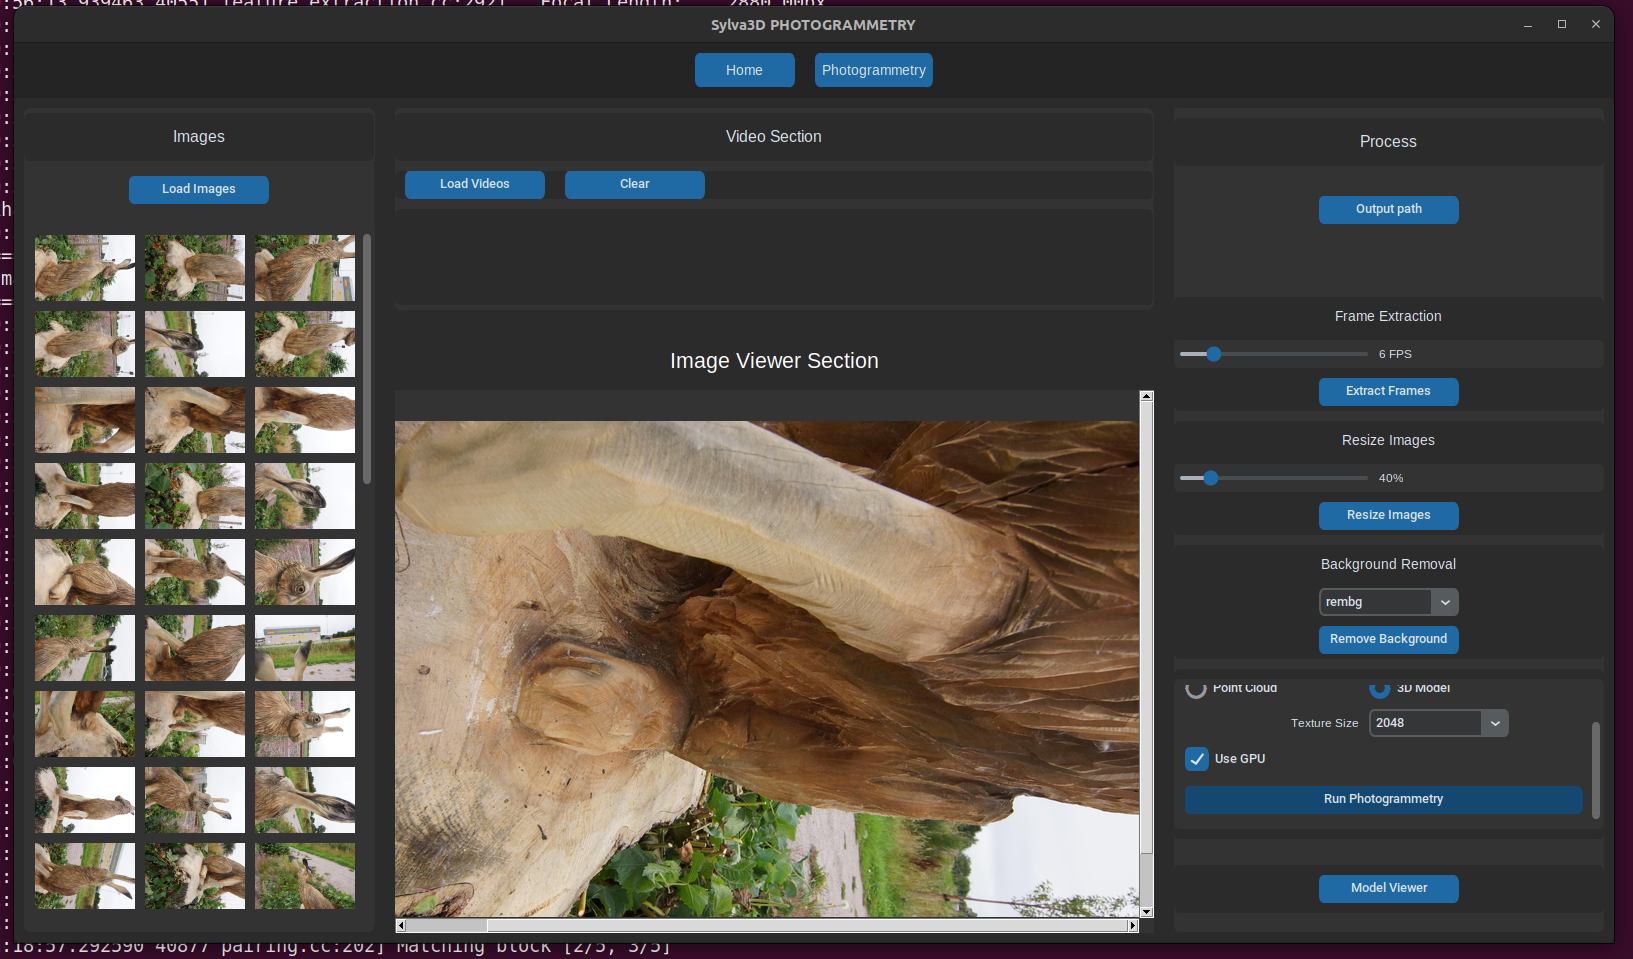 :56:13.939463 40551 feature_extraction.cc:292] Focal Length: 2880.00px
Sylva3D PHOTOGRAMMETRY
Home
Photogrammetry
Images
Load Images
Video Section
Load Videos
Clear
Image Viewer Section
Process
Output path
Frame Extraction
6 FPS
Extract Frames
Resize Images
40%
Resize Images
Background Removal
rembg
Remove Background
Point Cloud
3D Model
Texture Size
2048
Use GPU
Run Photogrammetry
Model Viewer
:18:57.292590 40877 pairing.cc:202] Matching block [2/5, 3/5]